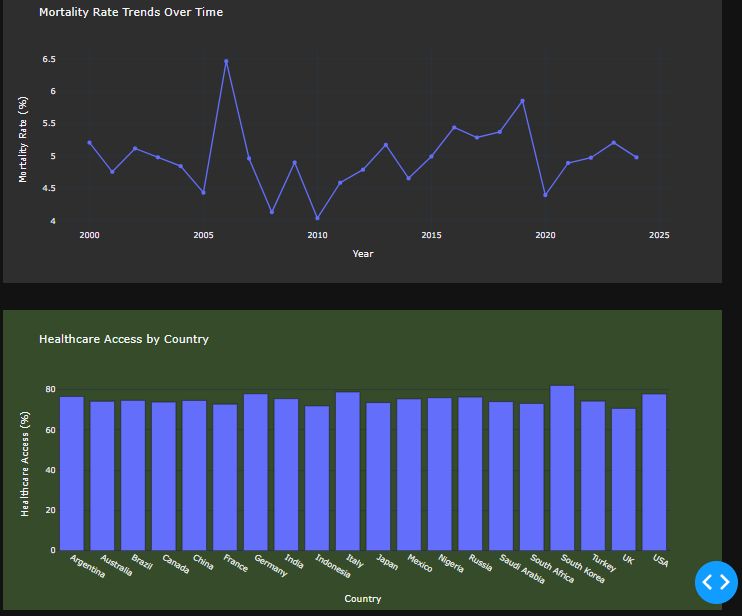 Mortality Rate Trends Over Time
6.5
6
5.5
5
4.5
4
Mortality Rate (%)
2000 2005 2010 2015 2020 2025
Year
Healthcare Access by Country
80
60
40
20
0
Healthcare Access (%)
Argentina Australia Brazil Canada China France Germany India Indonesia Italy Japan Mexico Nigeria Russia Saudi Arabia South Africa South Korea Turkey UK USA
Country